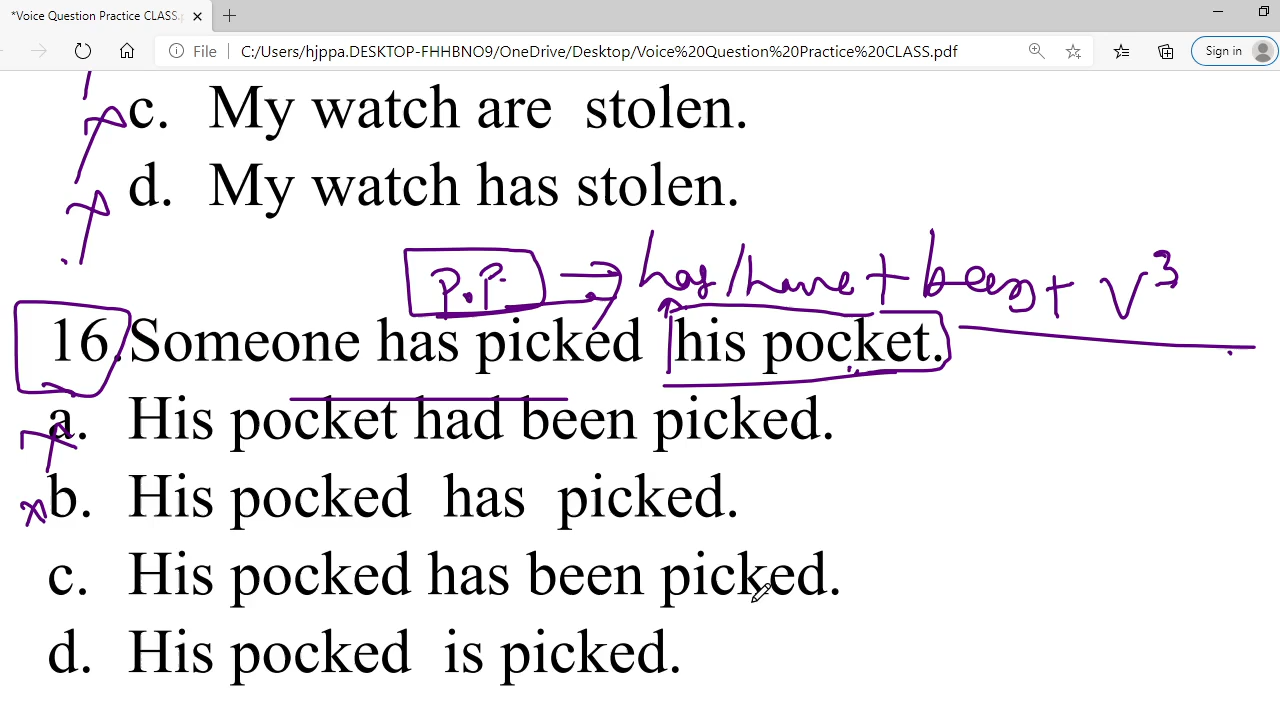 *Voice Question Practice CLASS.p
File C:/Users/hjppa.DESKTOP-FHHBNO9/OneDrive/Desktop/Voice%20Question%20Practice%20CLASS.pdf Sign in
c. My watch are stolen.
d. My watch has stolen.
P.P. → has/have + been + V3
16.Someone has picked his pocket.
a. His pocket had been picked.
b. His pocked has picked.
c. His pocked has been picked.
d. His pocked is picked.